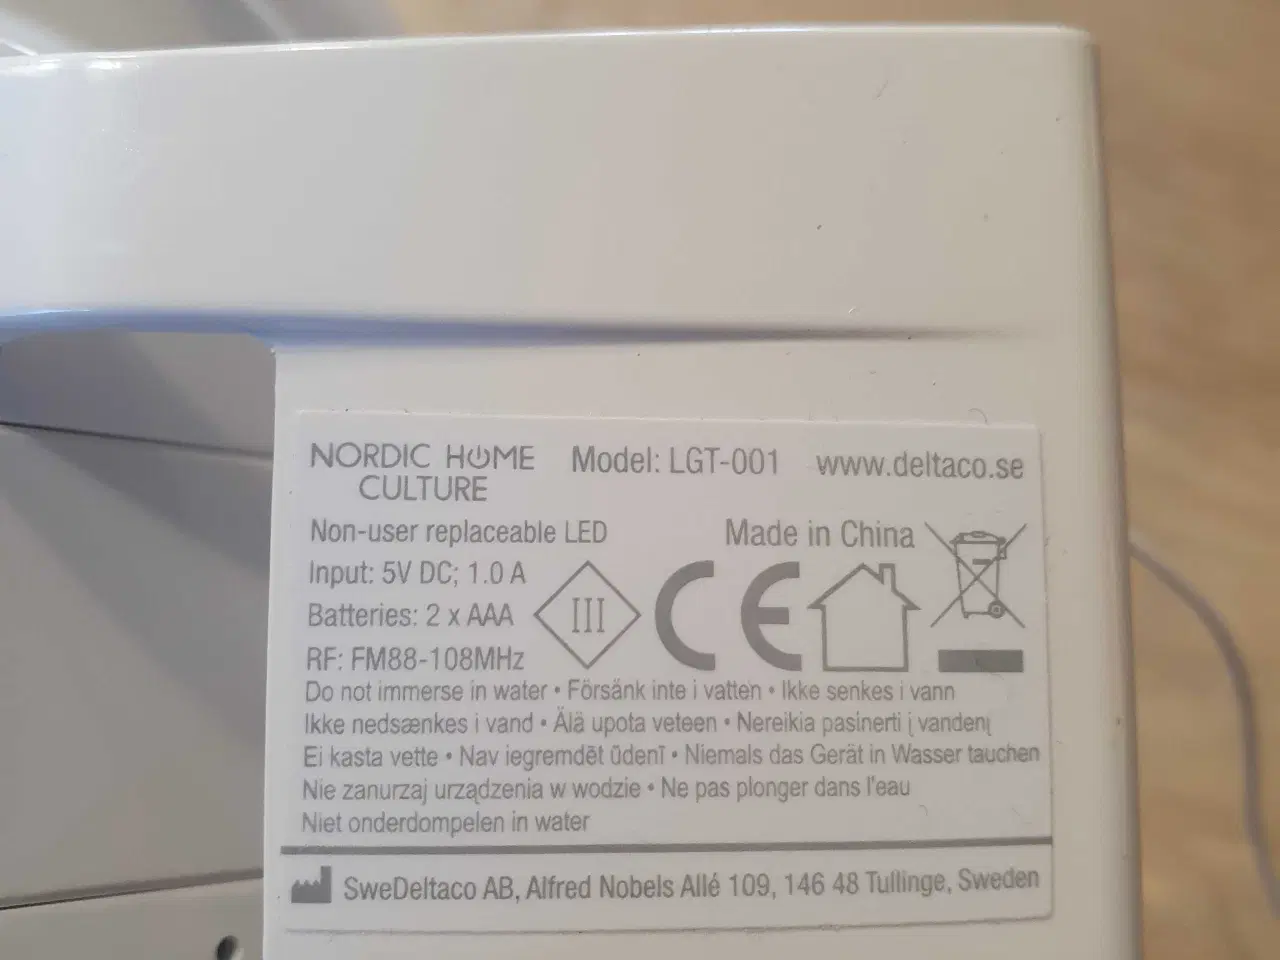 NORDIC HOME CULTURE
Model: LGT-001
www.deltaco.se
Non-user replaceable LED
Made in China
Input: 5V DC; 1.0 A
Batteries: 2 x AAA
III
CE
RF: FM88-108MHz
Do not immerse in water • Försänk inte i vatten • Ikke senkes i vann
Ikke nedsænkes i vand • Älä upota veteen • Nereikia pasinerti į vandenį
Ei kasta vette • Nav iegremdēt ūdenī • Niemals das Gerät in Wasser tauchen
Nie zanurzaj urządzenia w wodzie • Ne pas plonger dans l'eau
Niet onderdompelen in water
SweDeltaco AB, Alfred Nobels Allé 109, 146 48 Tullinge, Sweden